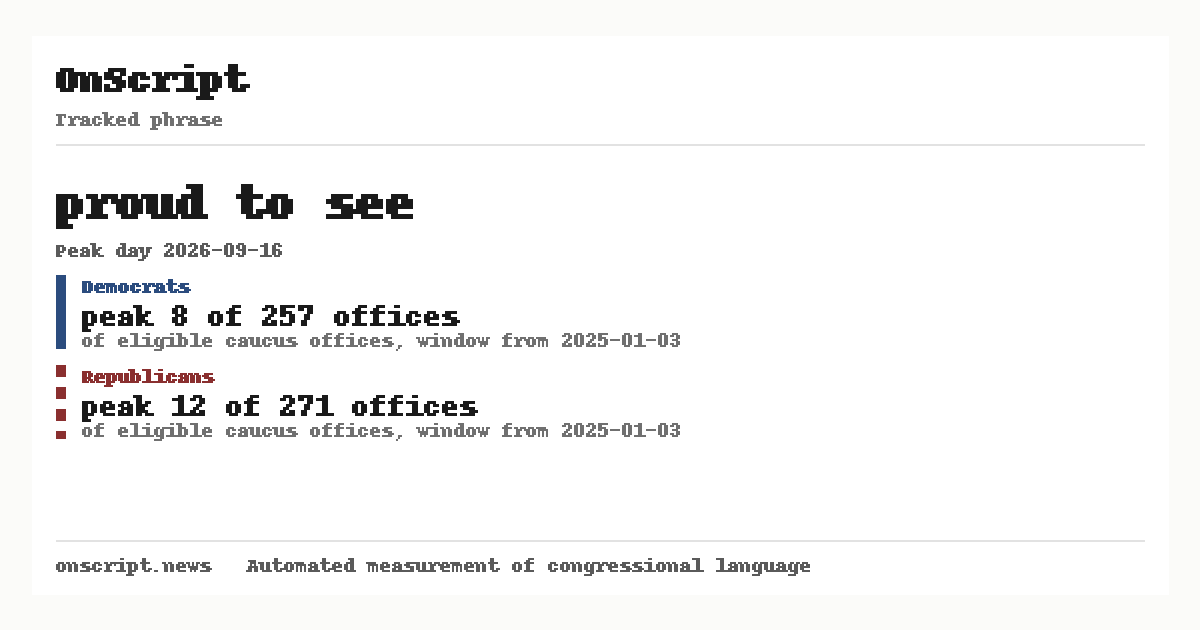 OnScript
Tracked phrase
proud to see
Peak day 2026-09-16
Democrats
peak 8 of 257 offices
of eligible caucus offices, window from 2025-01-03
Republicans
peak 12 of 271 offices
of eligible caucus offices, window from 2025-01-03
onscript.news Automated measurement of congressional language